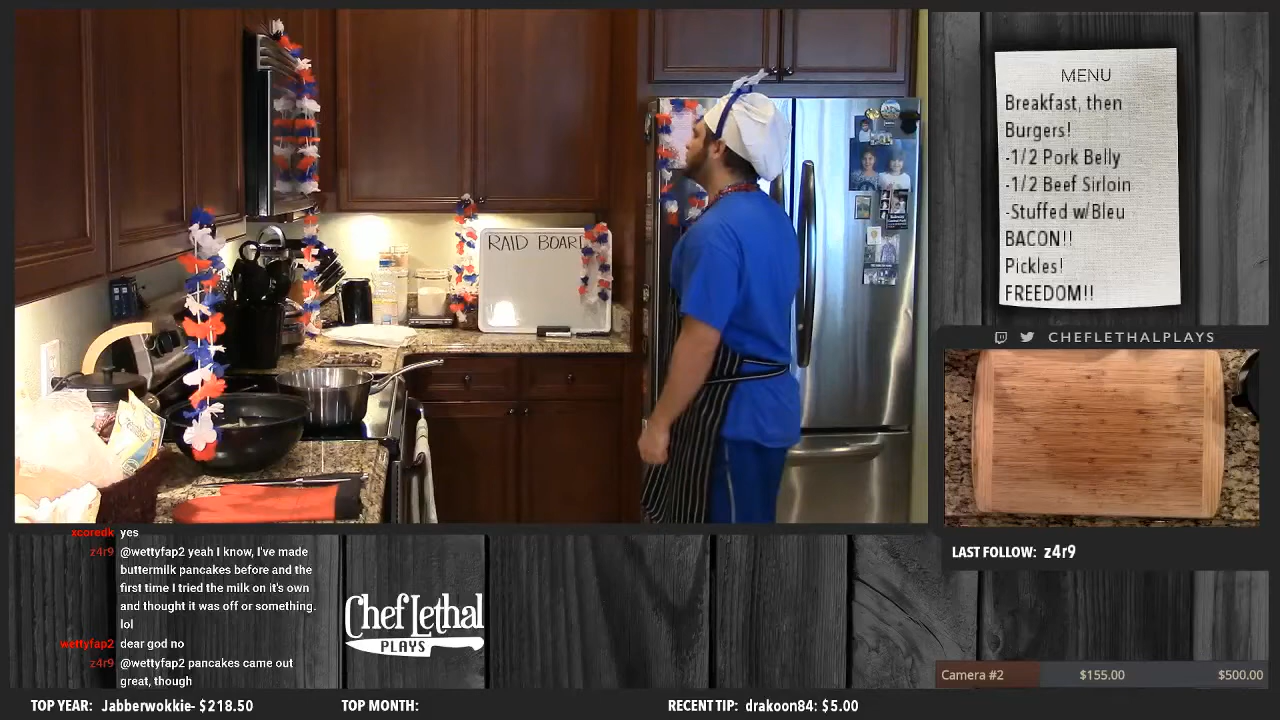 RAID BOARD
MENU
Breakfast, then
Burgers!
-1/2 Pork Belly
-1/2 Beef Sirloin
-Stuffed w/Bleu
BACON!!
Pickles!
FREEDOM!!
CHEFLETHALPLAYS
LAST FOLLOW: z4r9
Camera #2 $155.00 $500.00
xcoredk yes
z4r9 @wettyfap2 yeah I know, I've made
buttermilk pancakes before and the
first time I tried the milk on it's own
and thought it was off or something.
lol
wettyfap2 dear god no
z4r9 @wettyfap2 pancakes came out
great, though
Chef Lethal
PLAYS
TOP YEAR: Jabberwokkie- $218.50
TOP MONTH:
RECENT TIP: drakoon84: $5.00